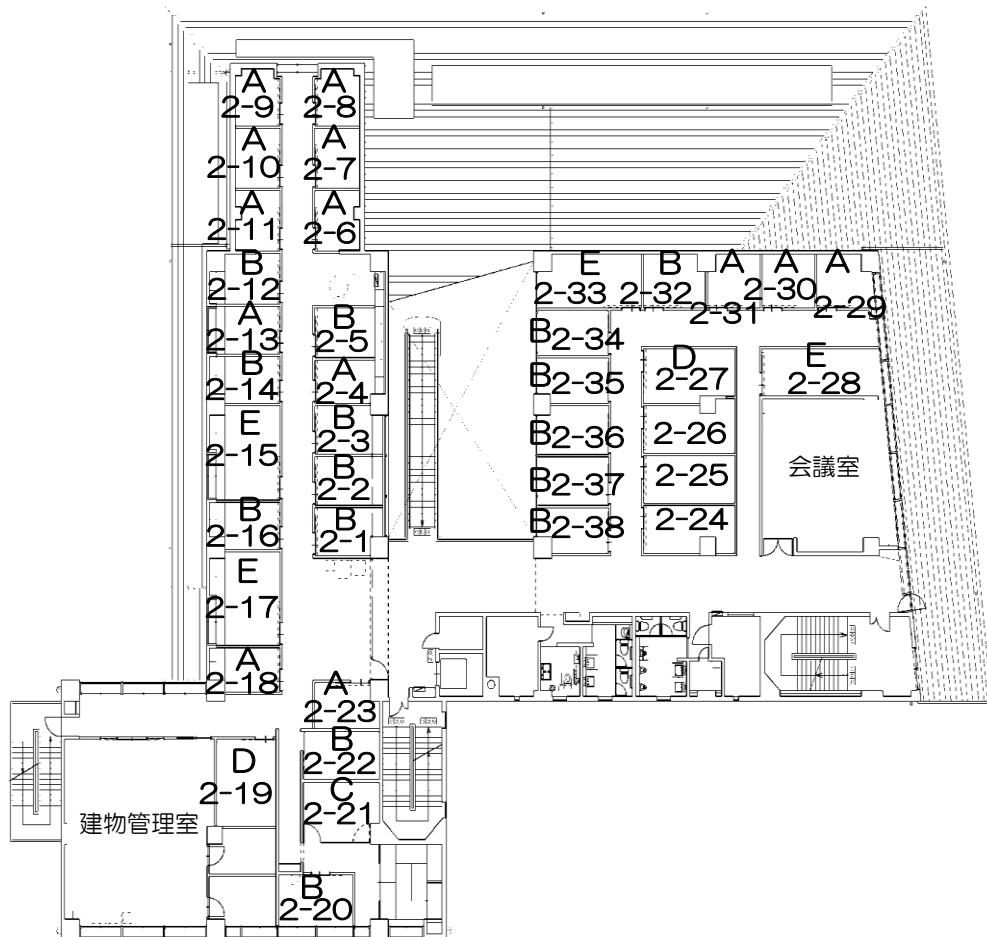 A
2-9
A
2-8
A
2-10
A
2-7
A
2-11
A
2-6
B
2-12
E
2-33
B
2-32
A
2-31
A
2-30
A
2-29
A
2-13
B
2-5
B2-34
B
2-14
A
2-4
B2-35
D
2-27
E
2-28
E
2-15
B
2-3
B2-36
2-26
会議室
B
2-2
B2-37
2-25
B
2-16
B
2-1
B2-38
2-24
E
2-17
A
2-18
A
2-23
B
2-22
D
2-19
C
2-21
建物管理室
B
2-20